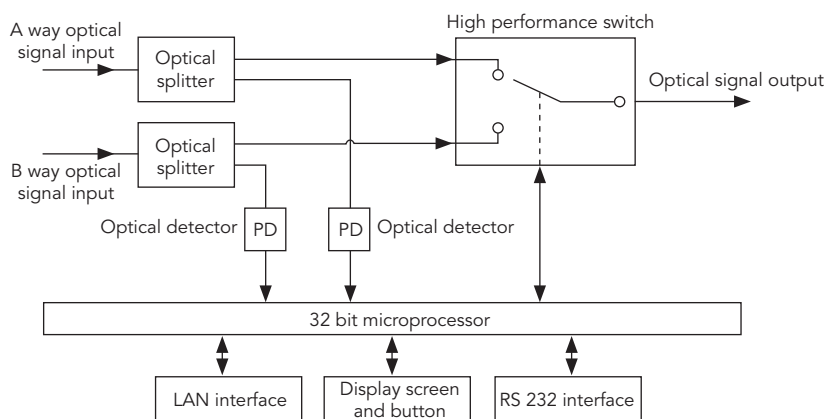 A way optical
signal input
Optical
splitter
High performance switch
Optical signal output
B way optical
signal input
Optical
splitter
Optical detector
PD
PD
Optical detector
32 bit microprocessor
LAN interface
Display screen
and button
RS 232 interface